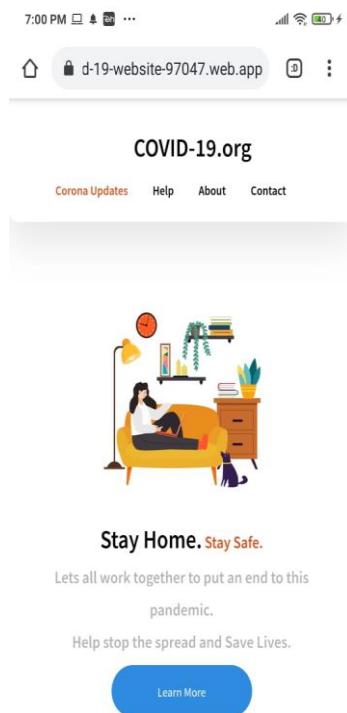 7:00 PM
d-19-website-97047.web.app
:D
COVID-19.org
Corona Updates Help About Contact
Stay Home. Stay Safe.
Lets all work together to put an end to this
pandemic.
Help stop the spread and Save Lives.
Learn More